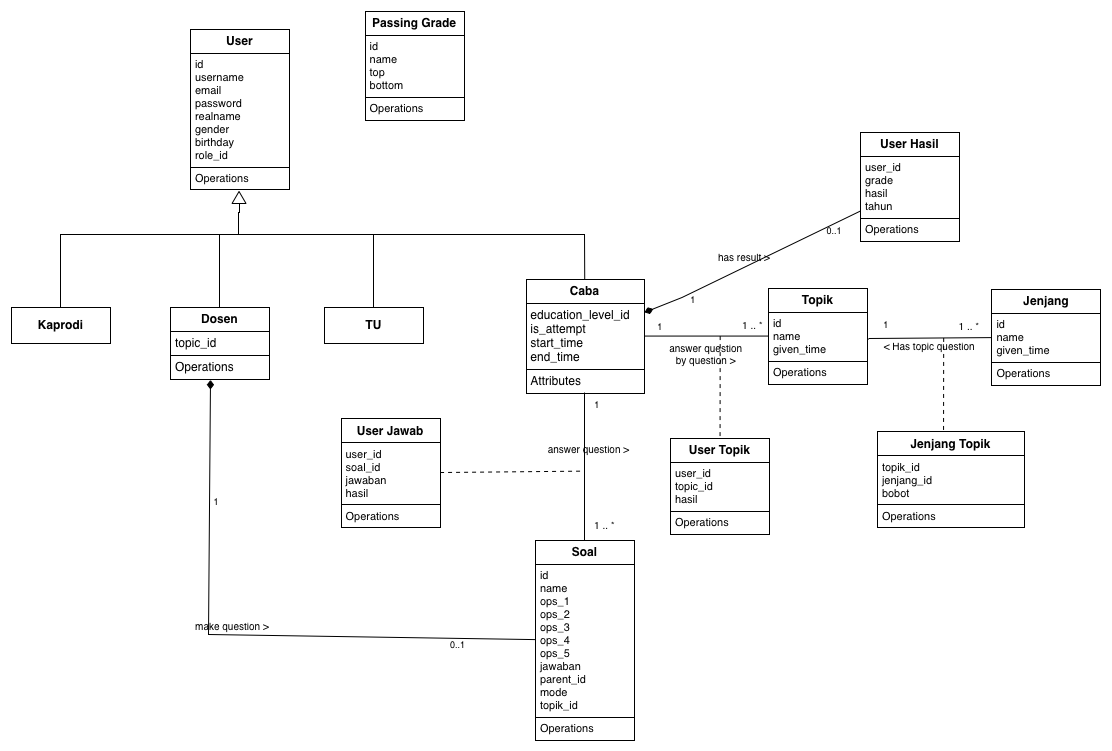 Passing Grade
id
name
top
bottom
Operations
User
id
username
email
password
realname
gender
birthday
role_id
Operations
User Hasil
user_id
grade
hasil
tahun
Operations
0..1
has result >
1
Kaprodi
Dosen
topic_id
Operations
TU
Caba
education_level_id
is_attempt
start_time
end_time
Attributes
1
1 .. *
answer question
by question >
Topik
id
name
given_time
Operations
1
1 .. *
< Has topic question
Jenjang
id
name
given_time
Operations
1
answer question >
1 .. *
User Jawab
user_id
soal_id
jawaban
hasil
Operations
User Topik
user_id
topic_id
hasil
Operations
Jenjang Topik
topik_id
jenjang_id
bobot
Operations
1
make question >
0..1
Soal
id
name
ops_1
ops_2
ops_3
ops_4
ops_5
jawaban
parent_id
mode
topik_id
Operations